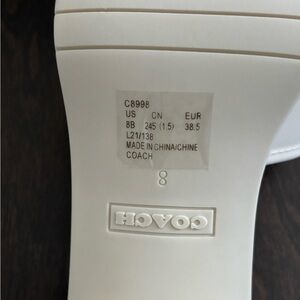 C8998
US CN EUR
8B 245 (1.5) 38.5
L21/138
MADE IN CHINA/CHINE
COACH
8
COACH